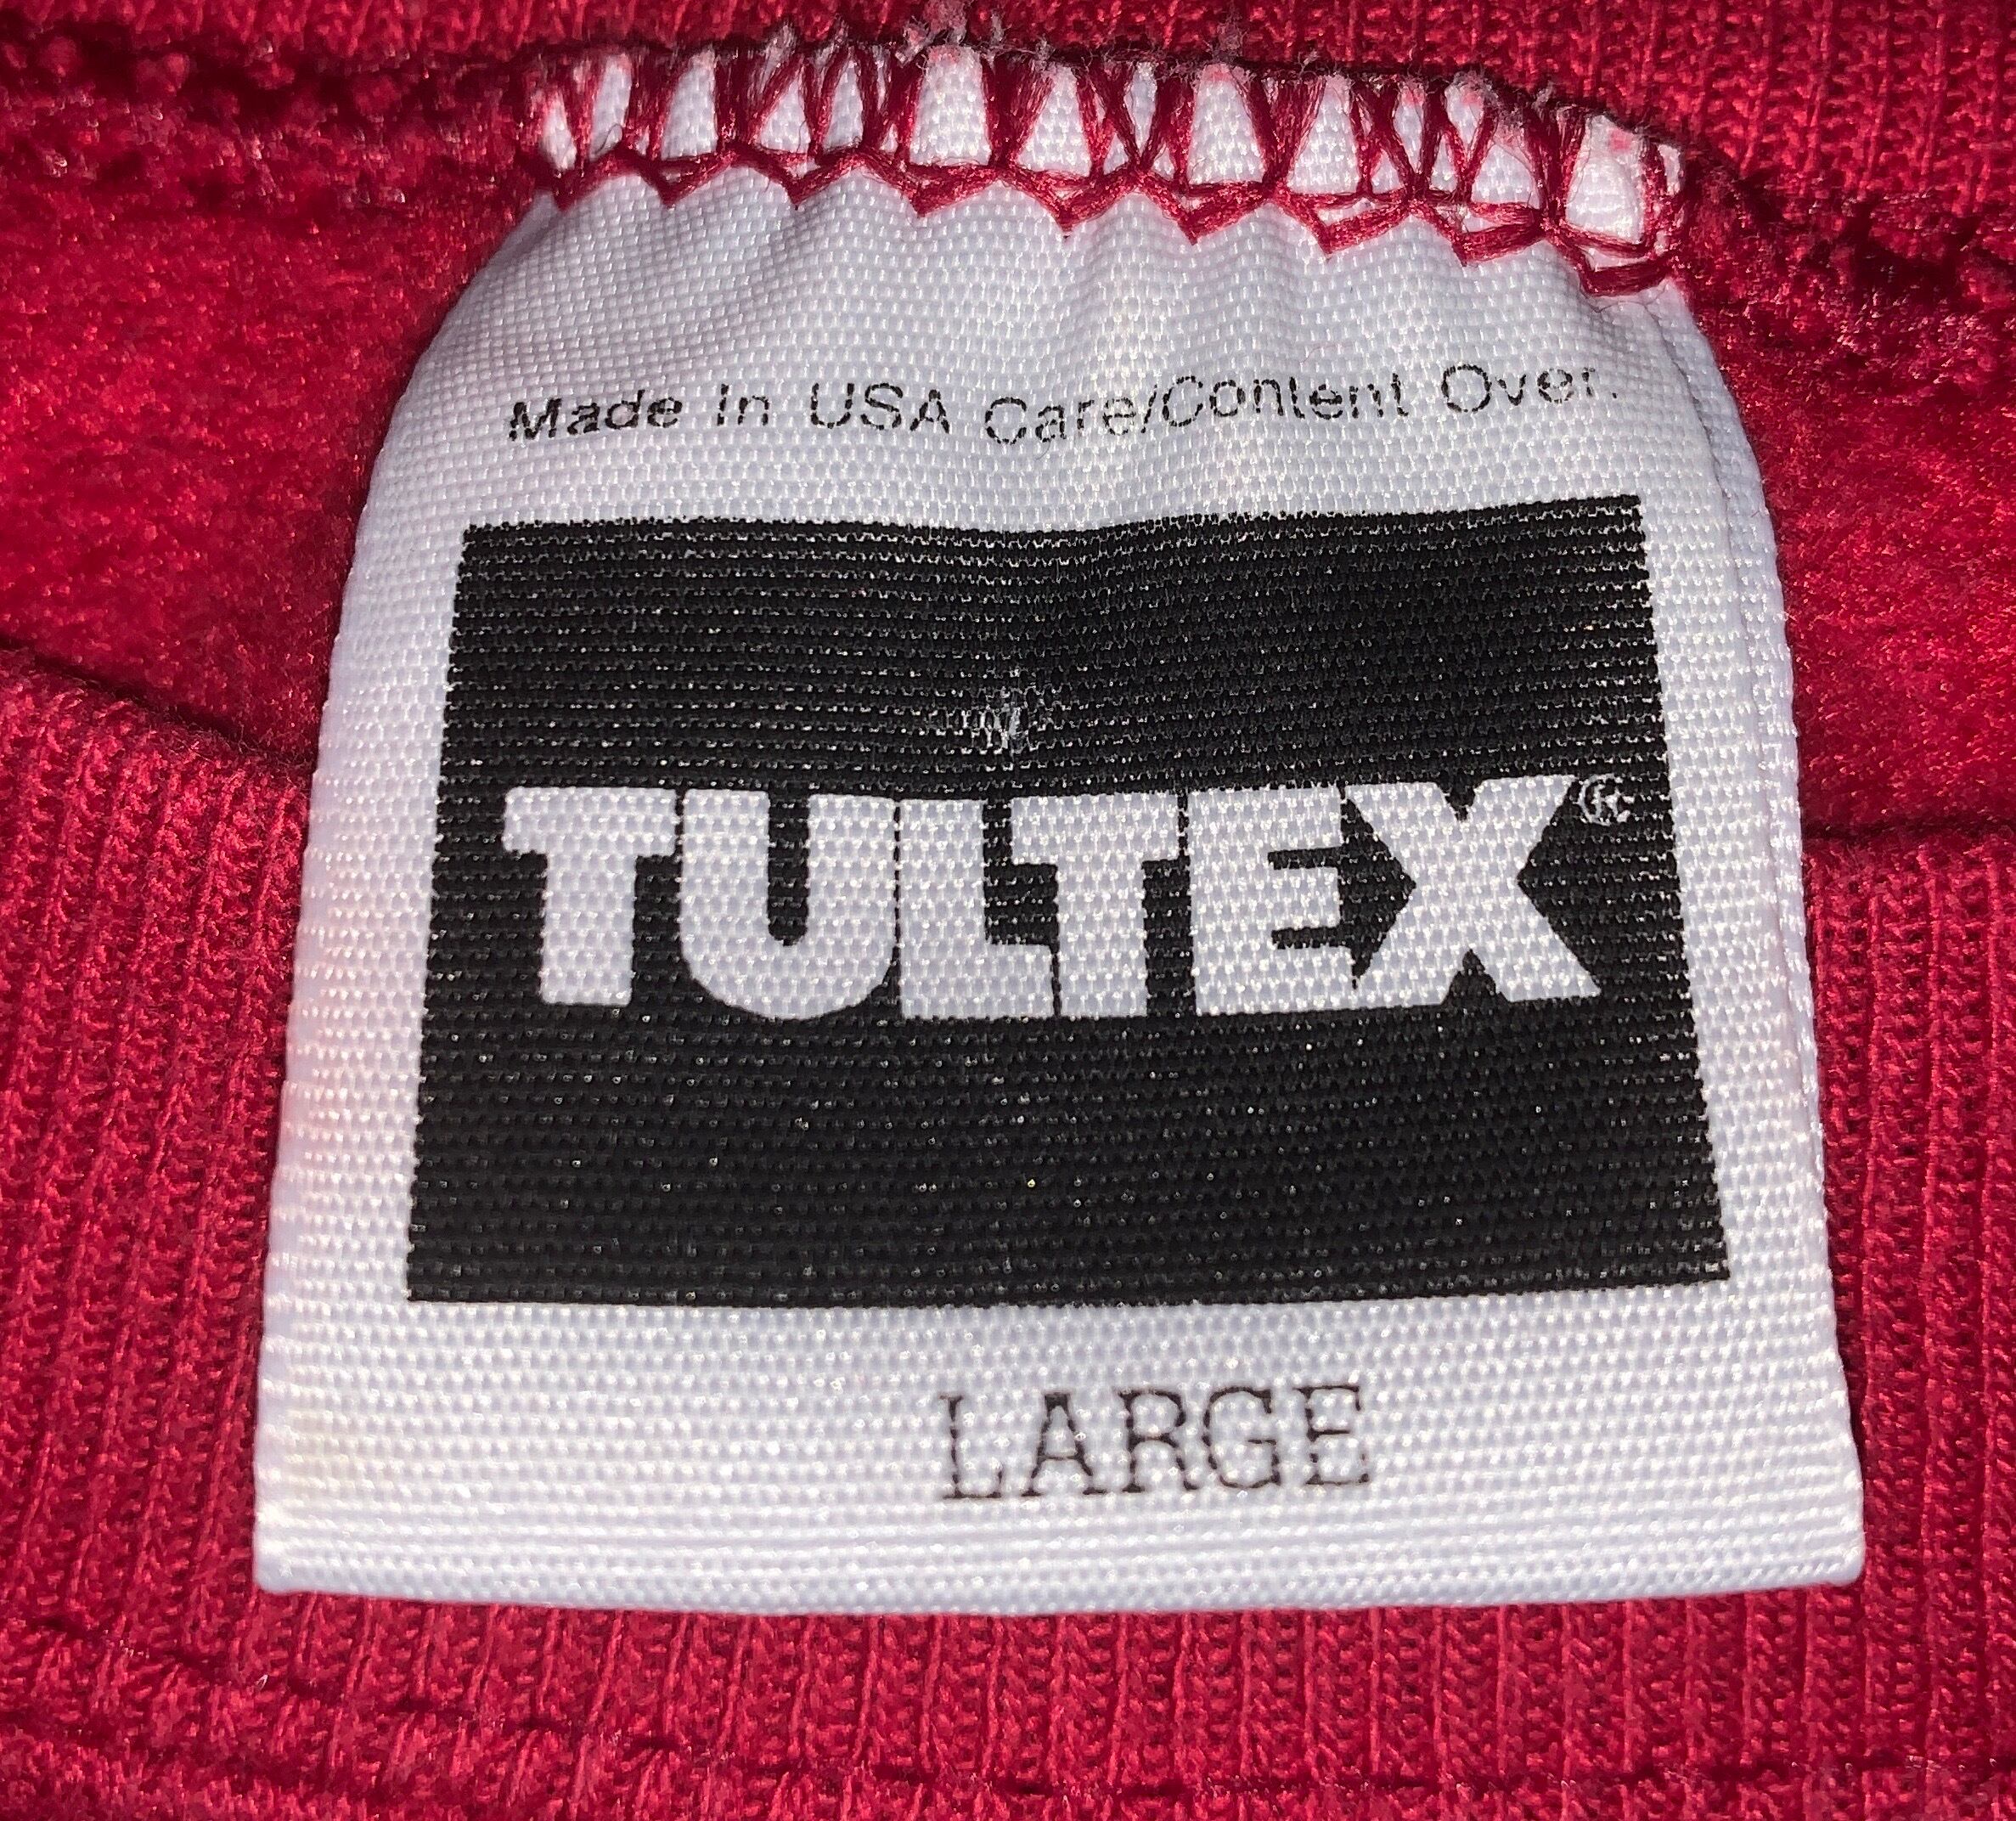 Made In USA Care/Content Over.
TULTEX®
LARGE